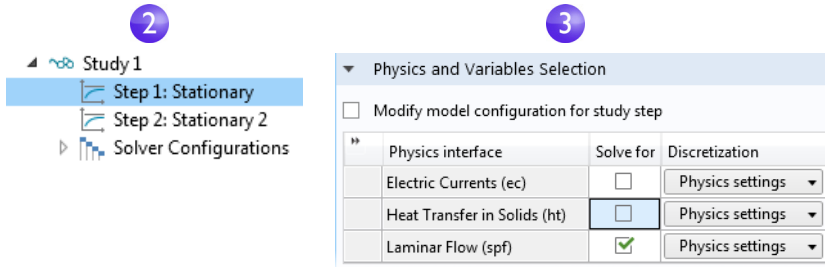 2
Study 1
Step 1: Stationary
Step 2: Stationary 2
Solver Configurations
3
Physics and Variables Selection
Modify model configuration for study step
Physics interface Solve for Discretization
Electric Currents (ec) Physics settings
Heat Transfer in Solids (ht) Physics settings
Laminar Flow (spf) Physics settings